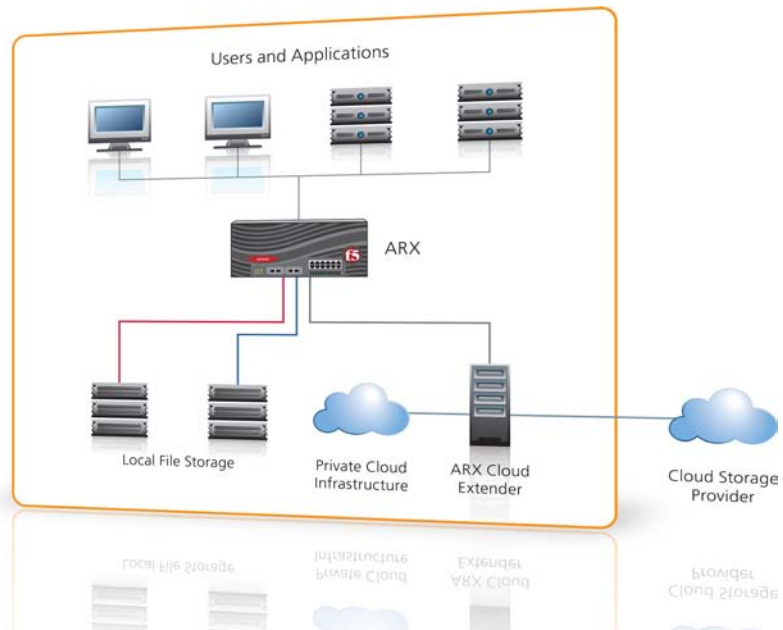 Users and Applications
f5
ARX
Local File Storage
Private Cloud
Infrastructure
ARX Cloud
Extender
Cloud Storage
Provider